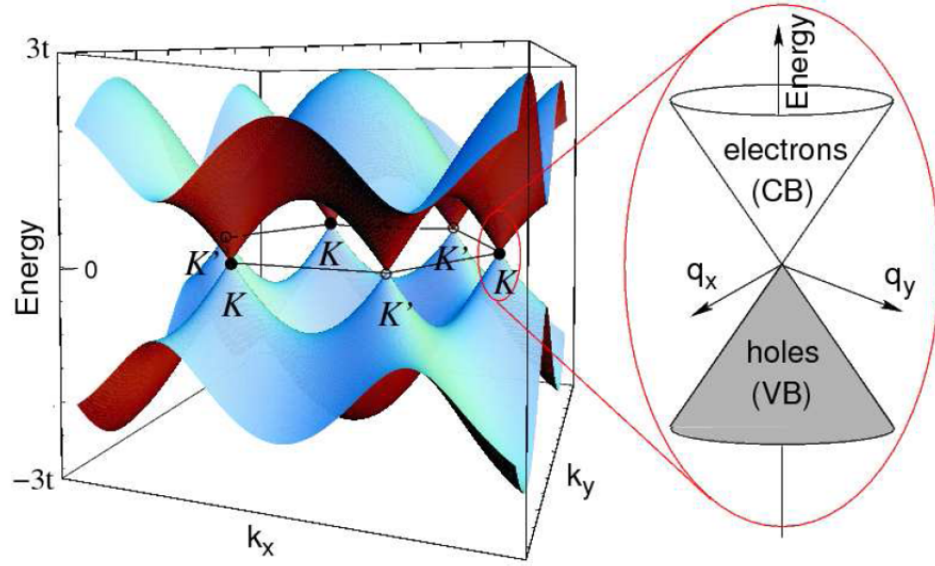 3t
Energy
0
−3t
k_x
k_y
K'
K
K
K'
K'
K
Energy
electrons
(CB)
q_x
q_y
holes
(VB)